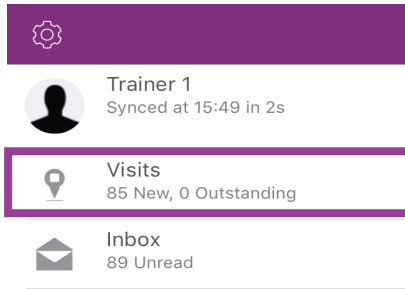 Trainer 1
Synced at 15:49 in 2s
Visits
85 New, 0 Outstanding
Inbox
89 Unread